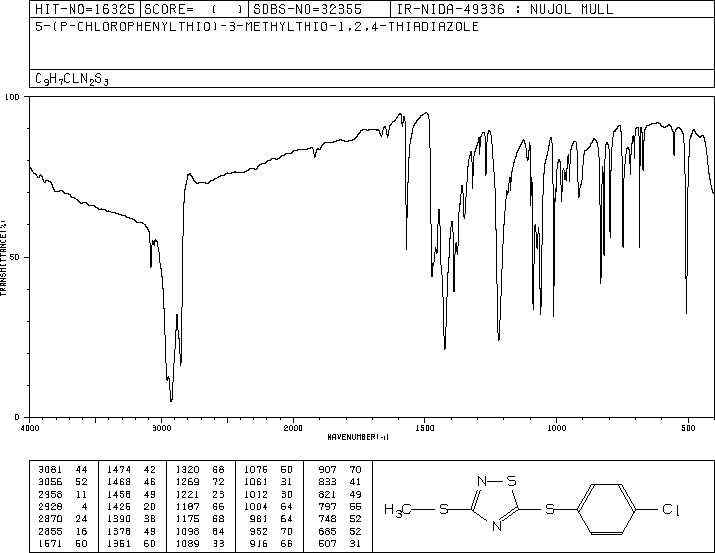 HIT-NO=16325 SCORE= ( ) SDBS-NO=32355 IR-NIDA-49336 : NUJOL MULL
5-(P-CHLOROPHENYLTHIO)-3-METHYLTHIO-1,2,4-THIADIAZOLE
C9H7CLN2S3
100
TRANSMITTANCE(%)
50
0
4000 3000 2000 1500 1000 500
WAVENUMBER(-1)
3081 44 1474 42 1320 68 1076 50 907 70
3056 52 1468 46 1269 72 1061 31 833 41
2958 11 1458 49 1221 23 1012 30 821 49
2928 4 1426 20 1187 66 1004 64 797 55
2870 24 1390 38 1175 68 981 64 748 52
2855 16 1378 49 1098 84 952 70 685 52
1571 50 1351 60 1089 33 916 66 507 31
N S
H3C S N S Cl